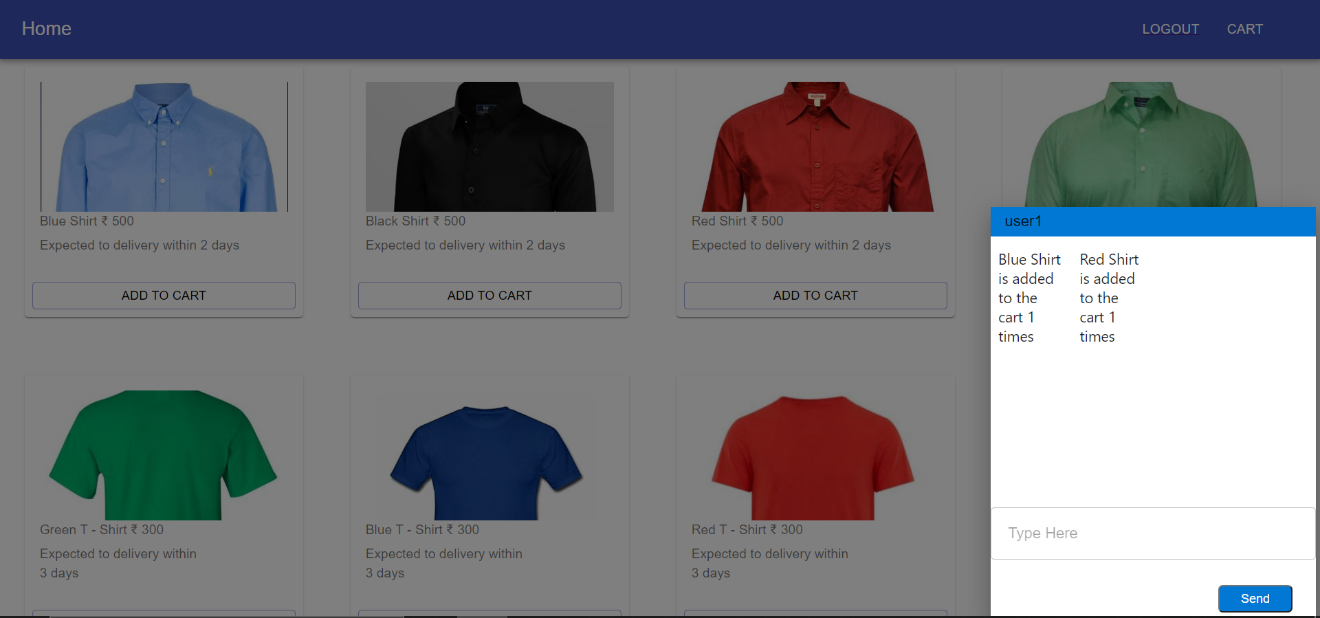 Home
LOGOUT
CART
Blue Shirt ₹ 500
Expected to delivery within 2 days
ADD TO CART
Black Shirt ₹ 500
Expected to delivery within 2 days
ADD TO CART
Red Shirt ₹ 500
Expected to delivery within 2 days
ADD TO CART
Green T - Shirt ₹ 300
Expected to delivery within
3 days
Blue T - Shirt ₹ 300
Expected to delivery within
3 days
Red T - Shirt ₹ 300
Expected to delivery within
3 days
user1
Blue Shirt
is added
to the
cart 1
times
Red Shirt
is added
to the
cart 1
times
Type Here
Send